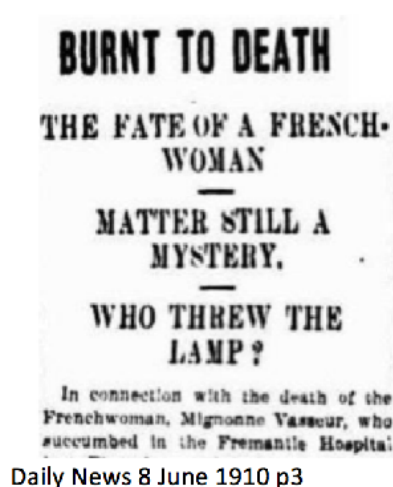 BURNT TO DEATH
THE FATE OF A FRENCH-
WOMAN
MATTER STILL A
MYSTERY.
WHO THREW THE
LAMP?
In connection with the death of the
Frenchwoman, Mignonne Vasseur, who
succumbed in the Fremantle Hospital
Daily News 8 June 1910 p3